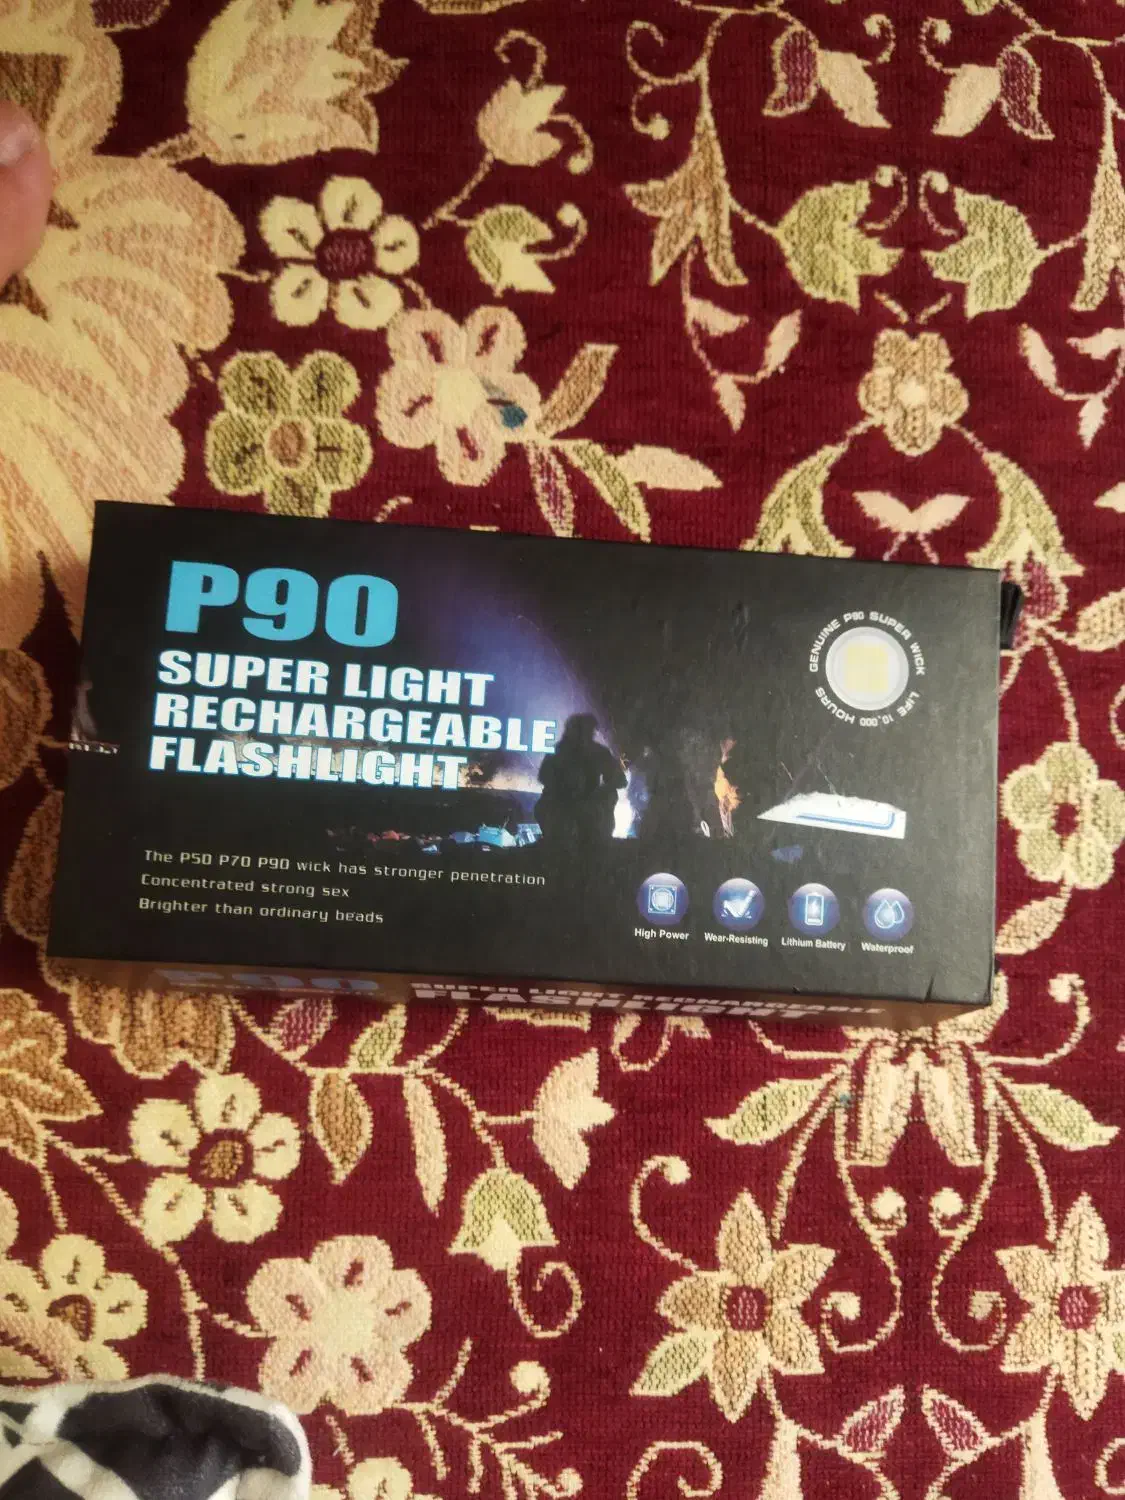 P90
SUPER LIGHT
RECHARGEABLE
FLASHLIGHT
GENUINE P90 SUPER WICK
LIFE 10,000 HOURS
The P50 P70 P90 wick has stronger penetration
Concentrated strong sex
Brighter than ordinary beads
High Power
Wear-Resisting
Lithium Battery
Waterproof
P90
SUPER LIGHT RECHARGEABLE
FLASHLIGHT